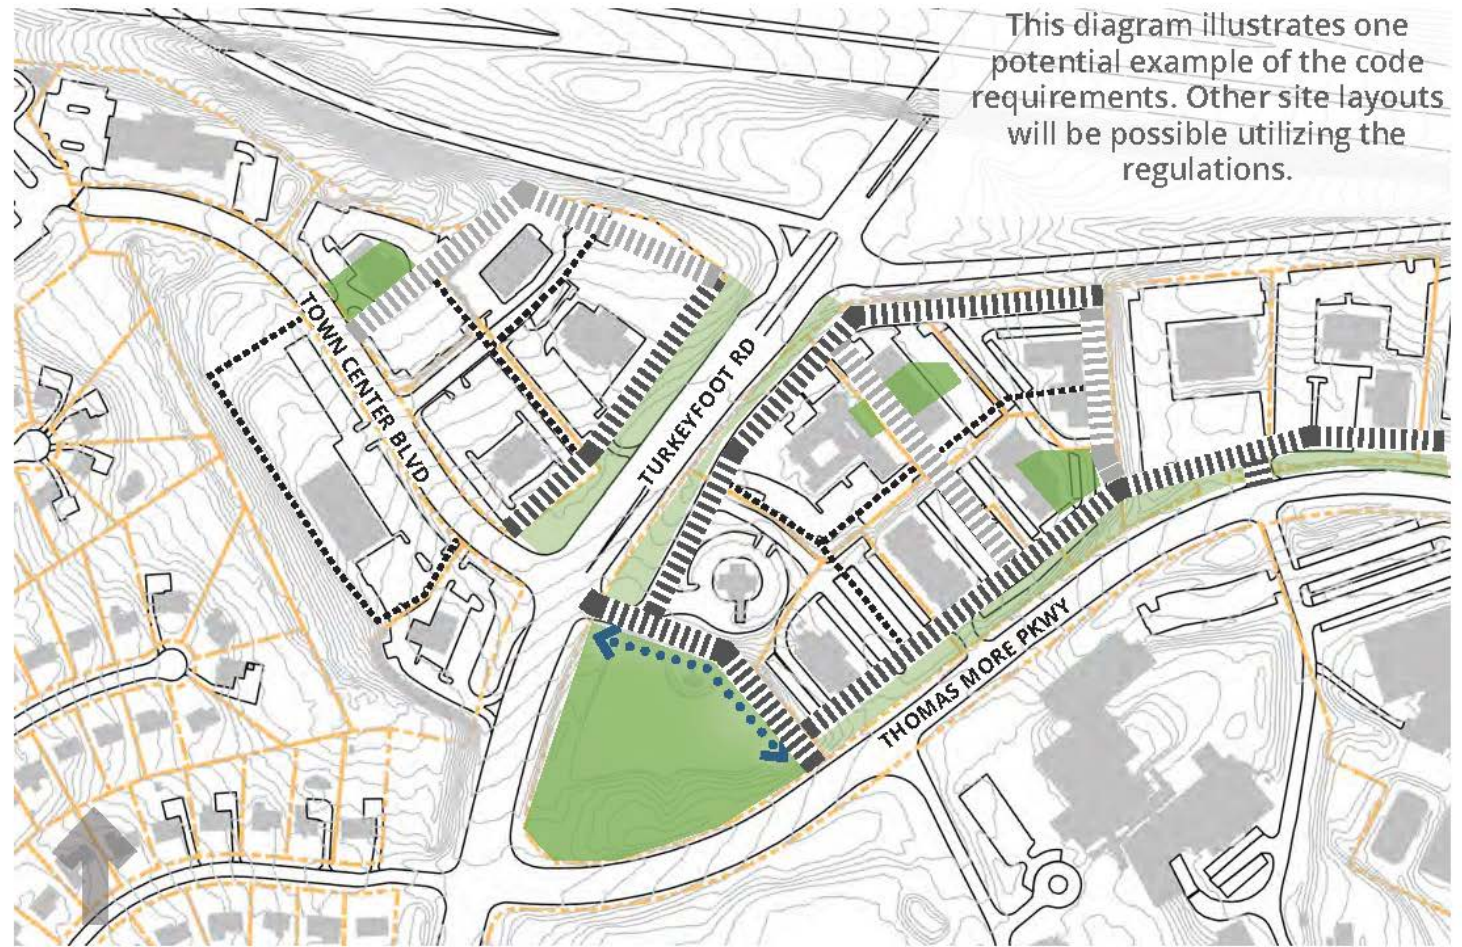 This diagram illustrates one
potential example of the code
requirements. Other site layouts
will be possible utilizing the
regulations.
TOWN CENTER BLVD
TURKEYFOOT RD
THOMAS MORE PKWY